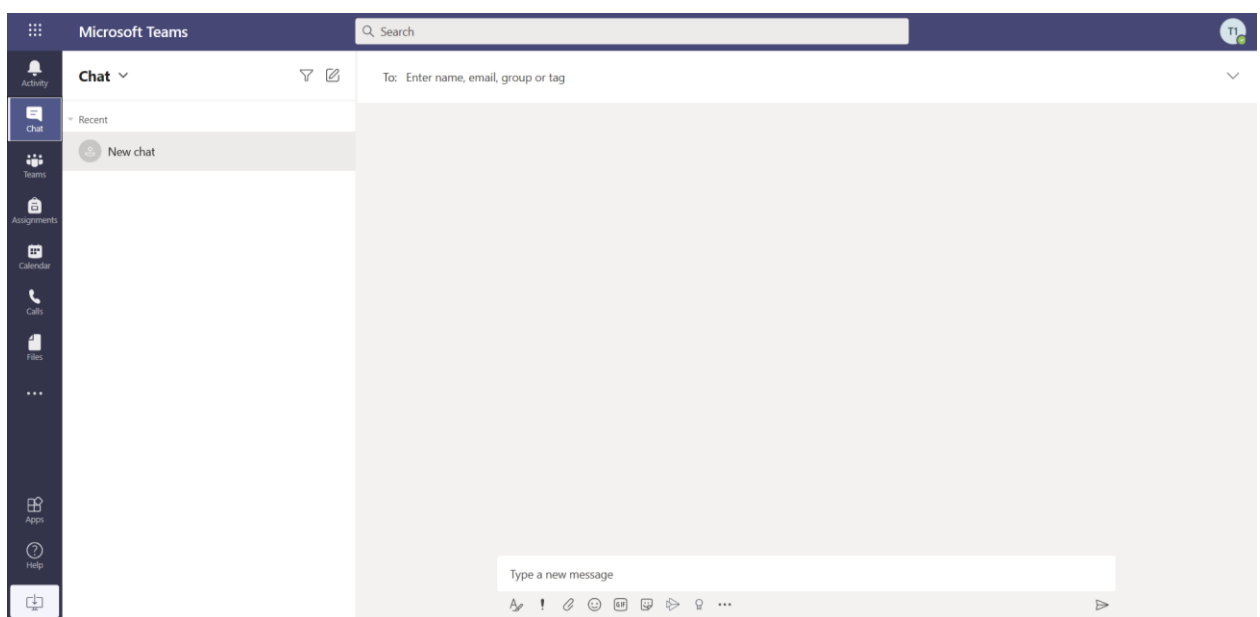 Microsoft Teams
Search
T1
Activity
Chat
Teams
Assignments
Calendar
Calls
Files
Apps
Help
Chat
Recent
New chat
To: Enter name, email, group or tag
Type a new message
GIF